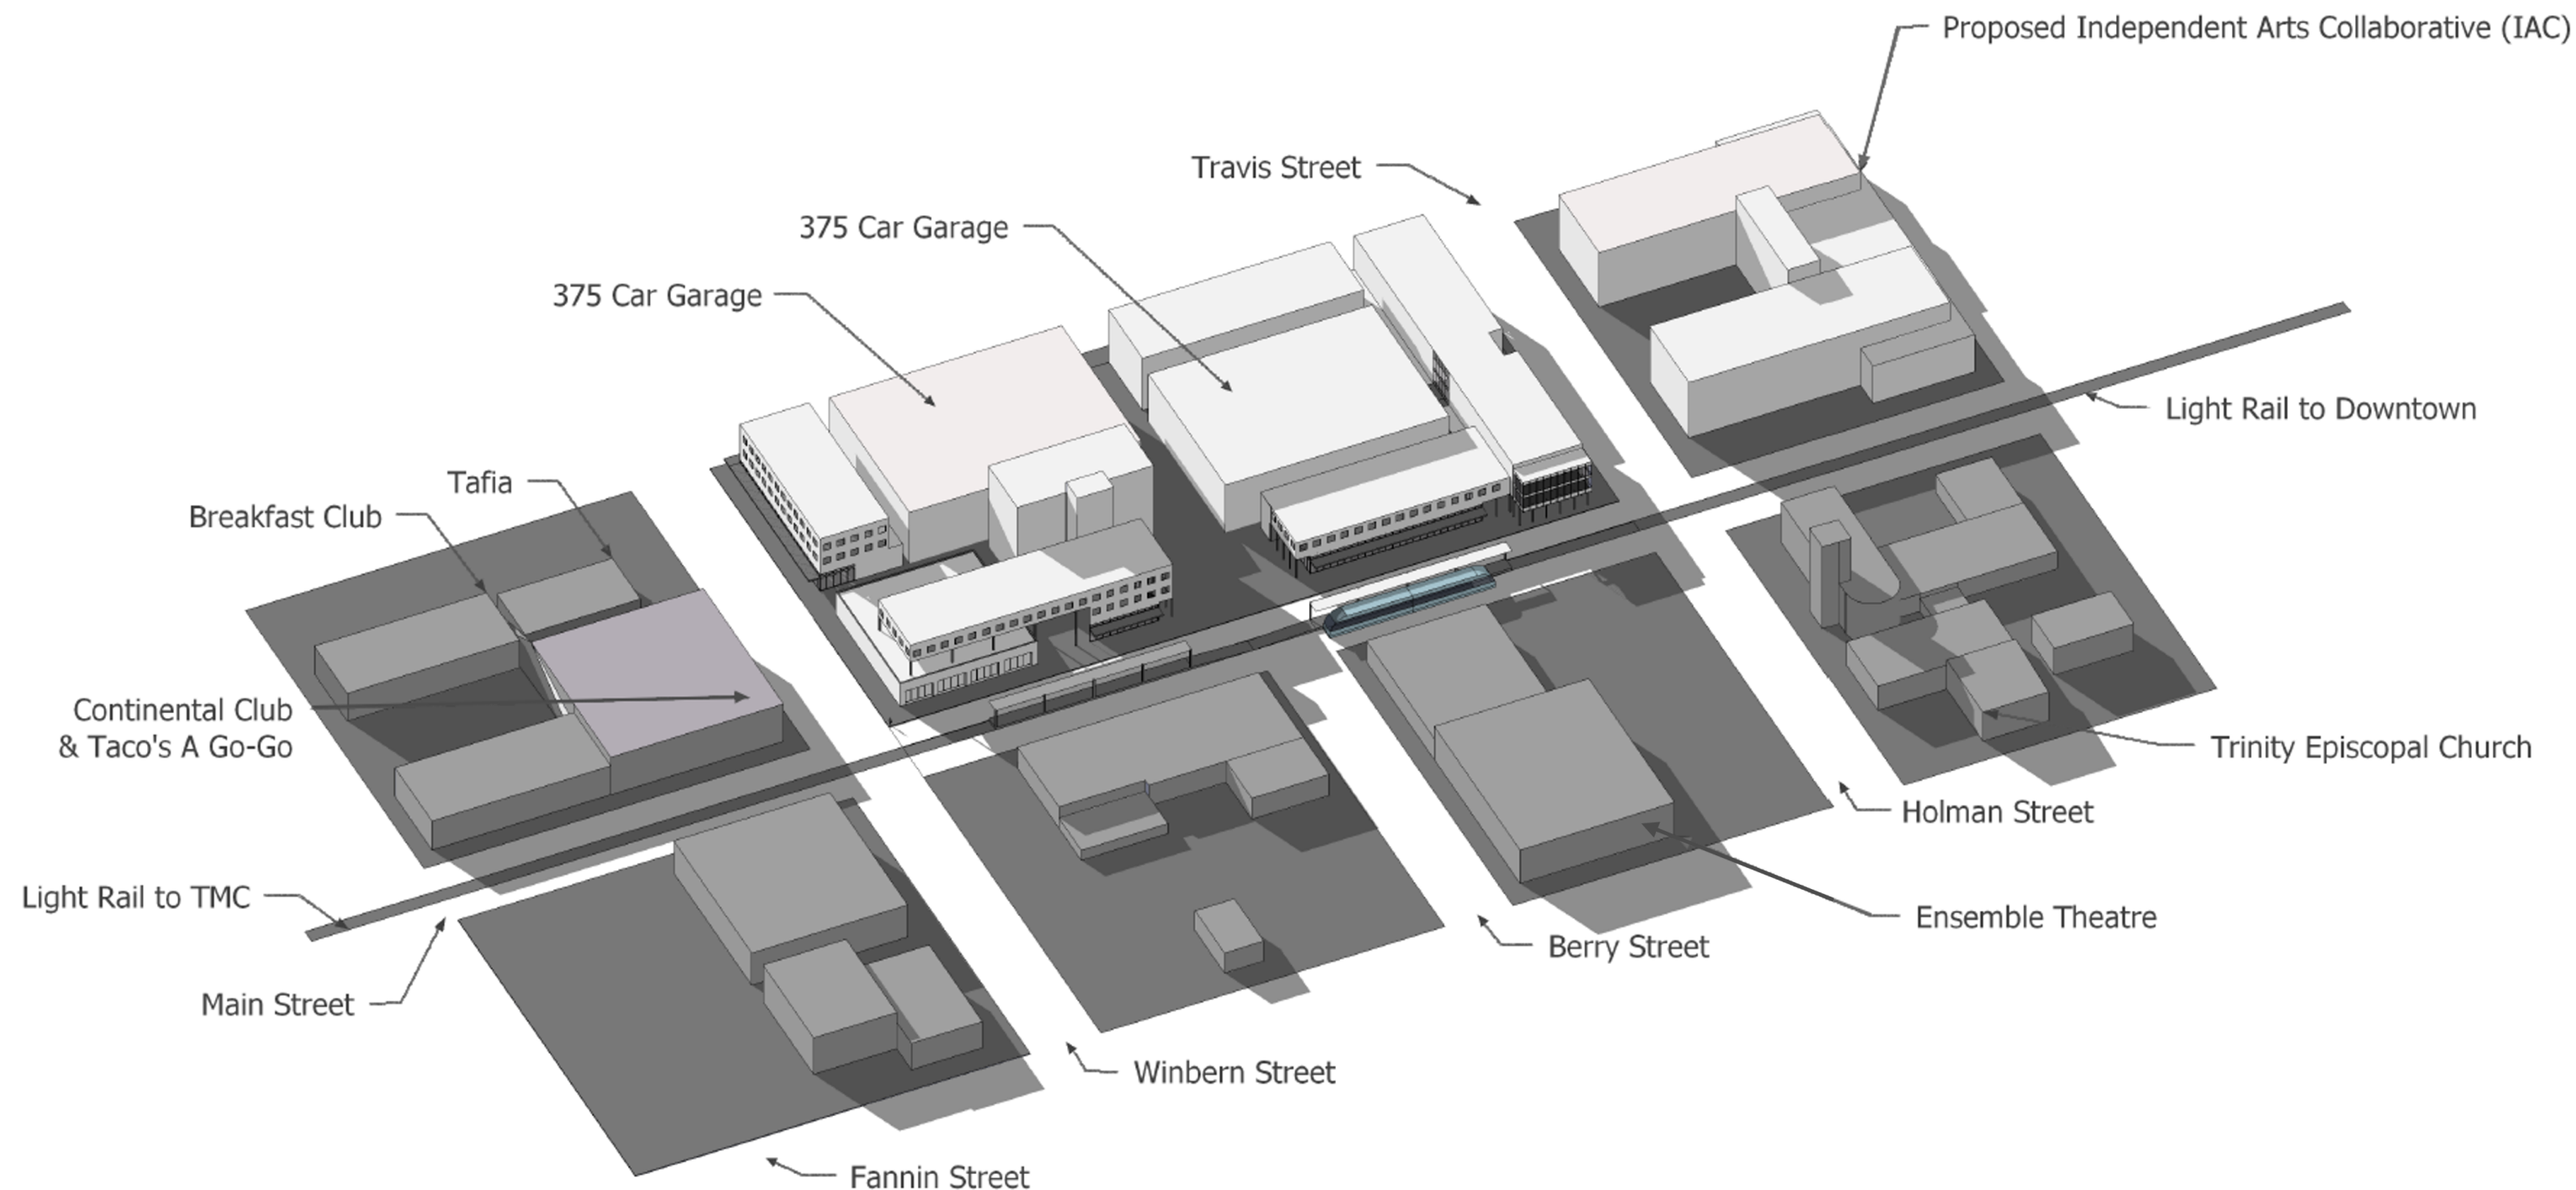 Proposed Independent Arts Collaborative (IAC)
Travis Street
375 Car Garage
375 Car Garage
Light Rail to Downtown
Tafia
Breakfast Club
Continental Club
& Taco's A Go-Go
Trinity Episcopal Church
Holman Street
Light Rail to TMC
Ensemble Theatre
Berry Street
Main Street
Winbern Street
Fannin Street